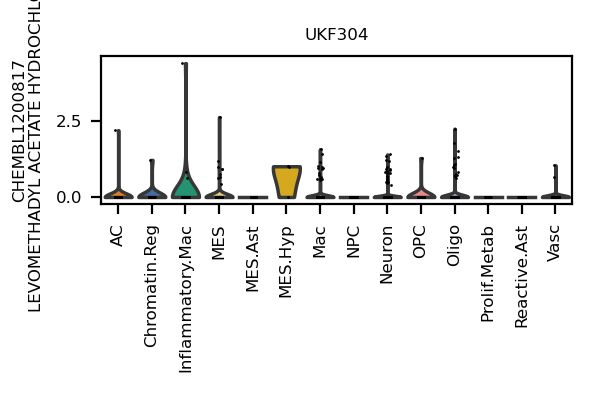 UKF304
CHEMBL1200817
LEVOMETHADYL ACETATE
2.5
0.0
AC
Chromatin.Reg
Inflammatory.Mac
MES
MES.Ast
MES.Hyp
Mac
NPC
Neuron
OPC
Oligo
Prolif.Metab
Reactive.Ast
Vasc